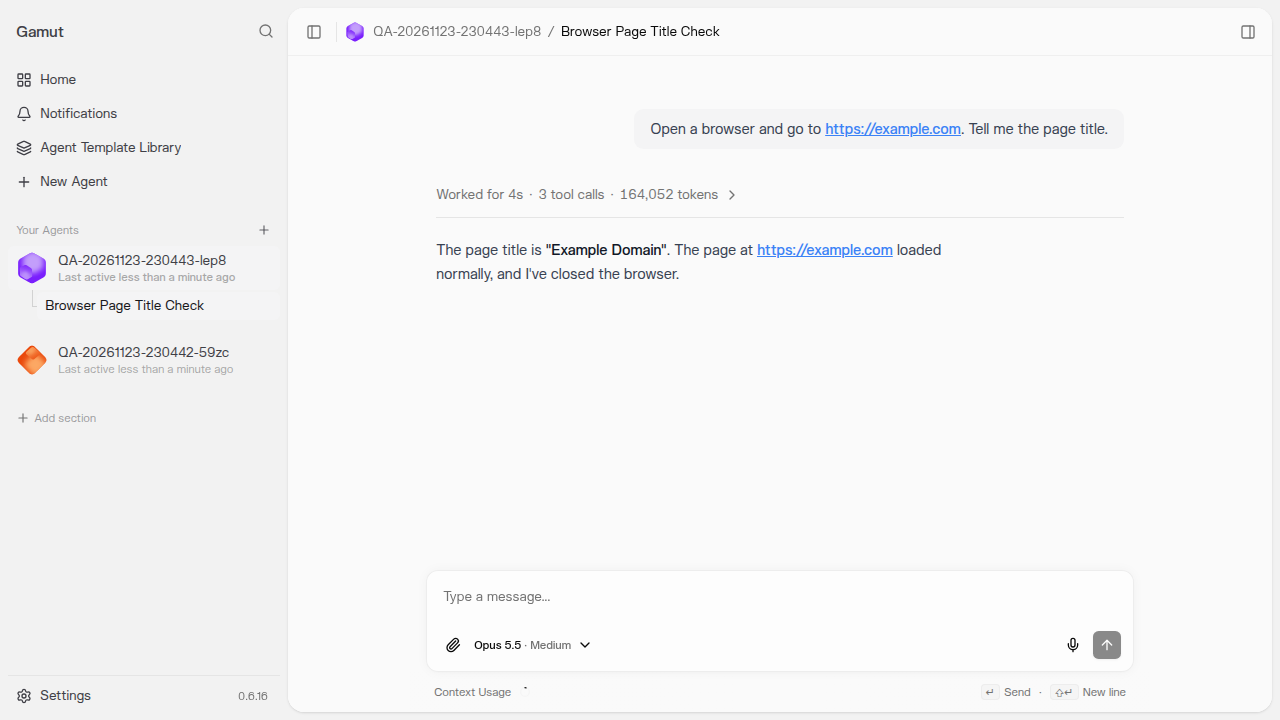 Gamut
Home
Notifications
Agent Template Library
New Agent
Your Agents
QA-20261123-230443-lep8
Last active less than a minute ago
Browser Page Title Check
QA-20261123-230442-59zc
Last active less than a minute ago
Add section
Settings
0.6.16
QA-20261123-230443-lep8 / Browser Page Title Check
Open a browser and go to https://example.com. Tell me the page title.
Worked for 4s · 3 tool calls · 164,052 tokens
The page title is "Example Domain". The page at https://example.com loaded
normally, and I've closed the browser.
Type a message...
Opus 5.5 · Medium
Context Usage
↵ Send · ⇧↵ New line